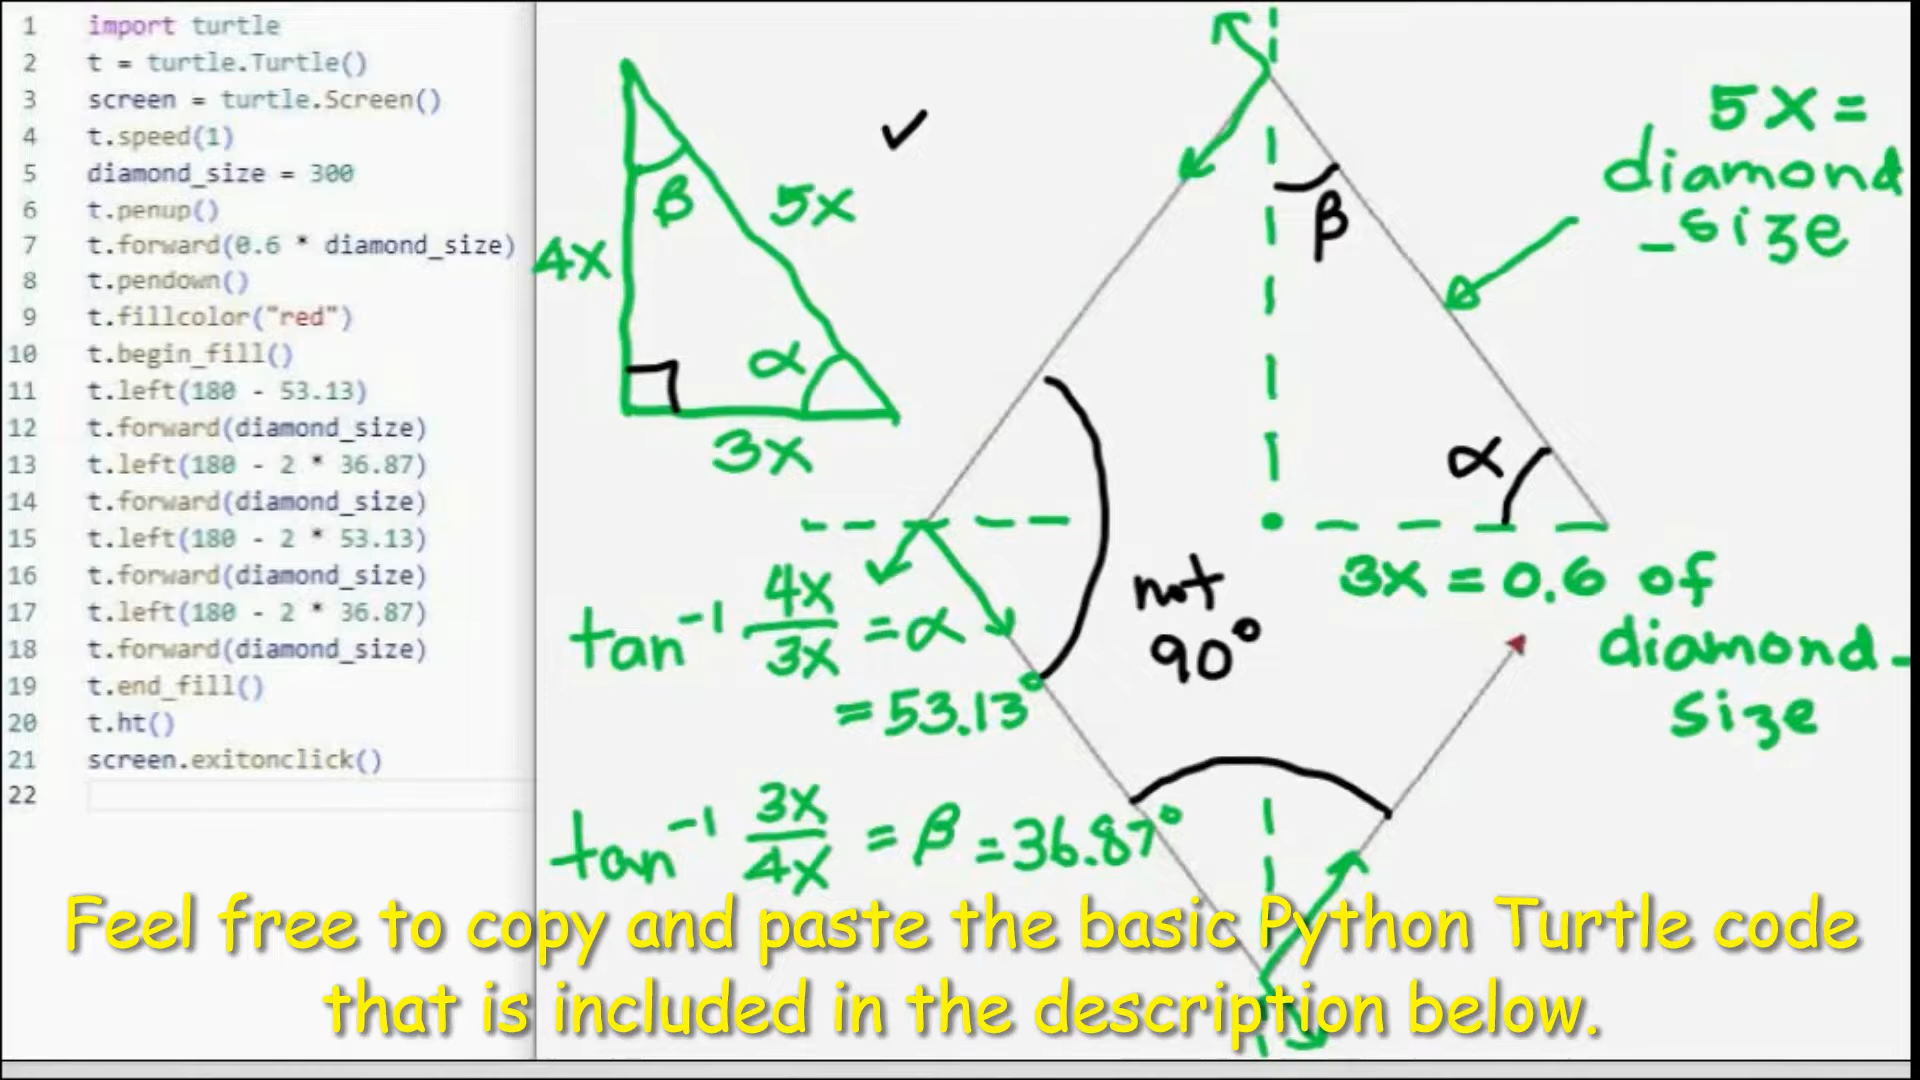 1 import turtle
2 t = turtle.Turtle()
3 screen = turtle.Screen()
4 t.speed(1)
5 diamond_size = 300
6 t.penup()
7 t.forward(0.6 * diamond_size)
8 t.pendown()
9 t.fillcolor("red")
10 t.begin_fill()
11 t.left(180 - 53.13)
12 t.forward(diamond_size)
13 t.left(180 - 2 * 36.87)
14 t.forward(diamond_size)
15 t.left(180 - 2 * 53.13)
16 t.forward(diamond_size)
17 t.left(180 - 2 * 36.87)
18 t.forward(diamond_size)
19 t.end_fill()
20 t.ht()
21 screen.exitonclick()
22
β
5x
4x
α
3x
5x =
diamond
_size
β
α
3x = 0.6 of
diamond_
size
not
90°
tan⁻¹ 4x/3x = α
= 53.13°
tan⁻¹ 3x/4x = β = 36.87°
Feel free to copy and paste the basic Python Turtle code
that is included in the description below.